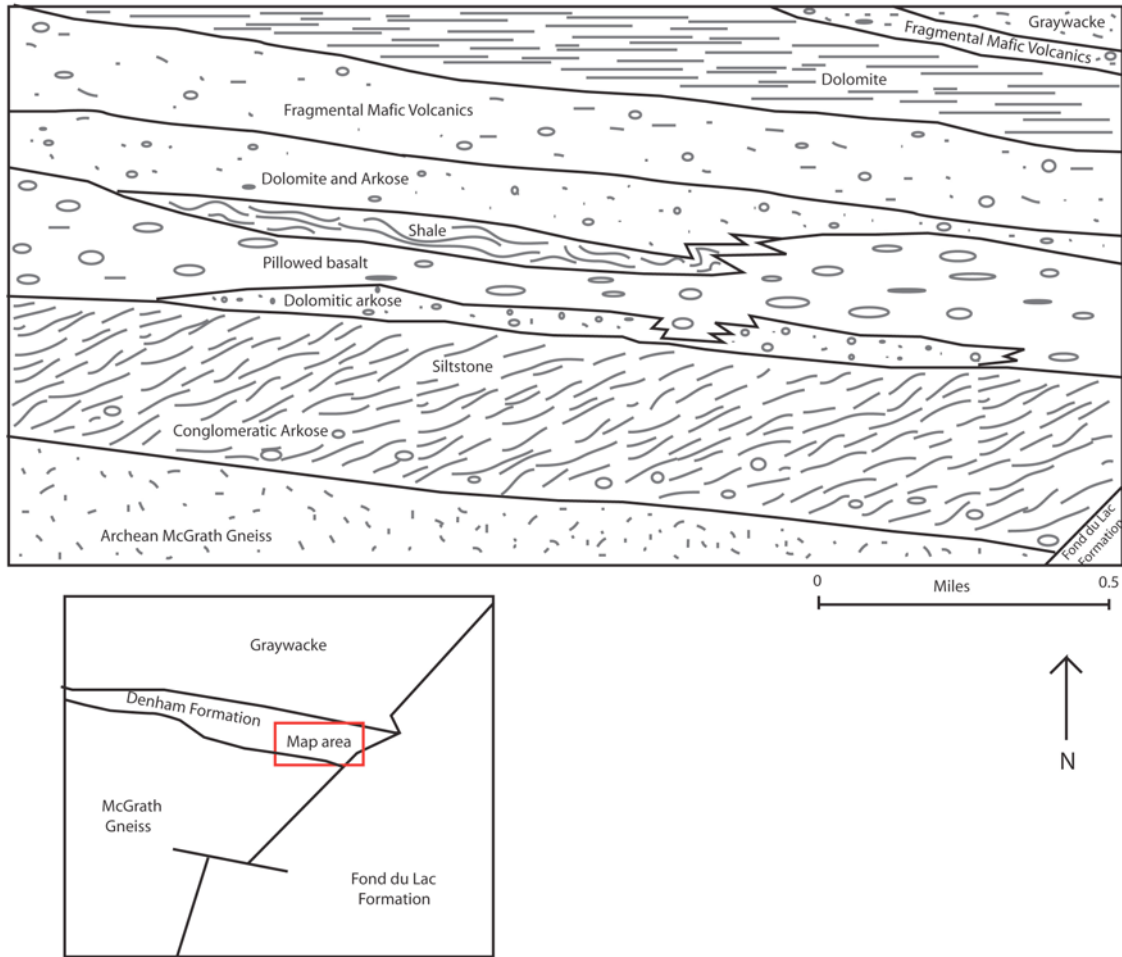 Graywacke
Fragmental Mafic Volcanics
Dolomite
Fragmental Mafic Volcanics
Dolomite and Arkose
Shale
Pillowed basalt
Dolomitic arkose
Siltstone
Conglomeratic Arkose
Archean McGrath Gneiss
Fond du Lac
Formation
0
Miles
0.5
N
Graywacke
Denham Formation
Map area
McGrath
Gneiss
Fond du Lac
Formation